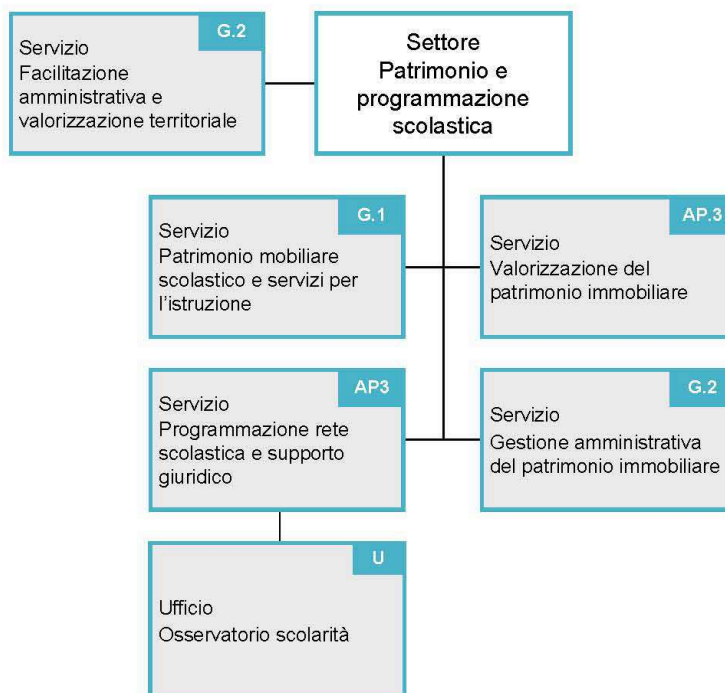 G.2
Servizio
Facilitazione
amministrativa e
valorizzazione territoriale
Settore
Patrimonio e
programmazione
scolastica
G.1
Servizio
Patrimonio mobiliare
scolastico e servizi per
l'istruzione
AP.3
Servizio
Valorizzazione del
patrimonio immobiliare
AP3
Servizio
Programmazione rete
scolastica e supporto
giuridico
G.2
Servizio
Gestione amministrativa
del patrimonio immobiliare
U
Ufficio
Osservatorio scolarità